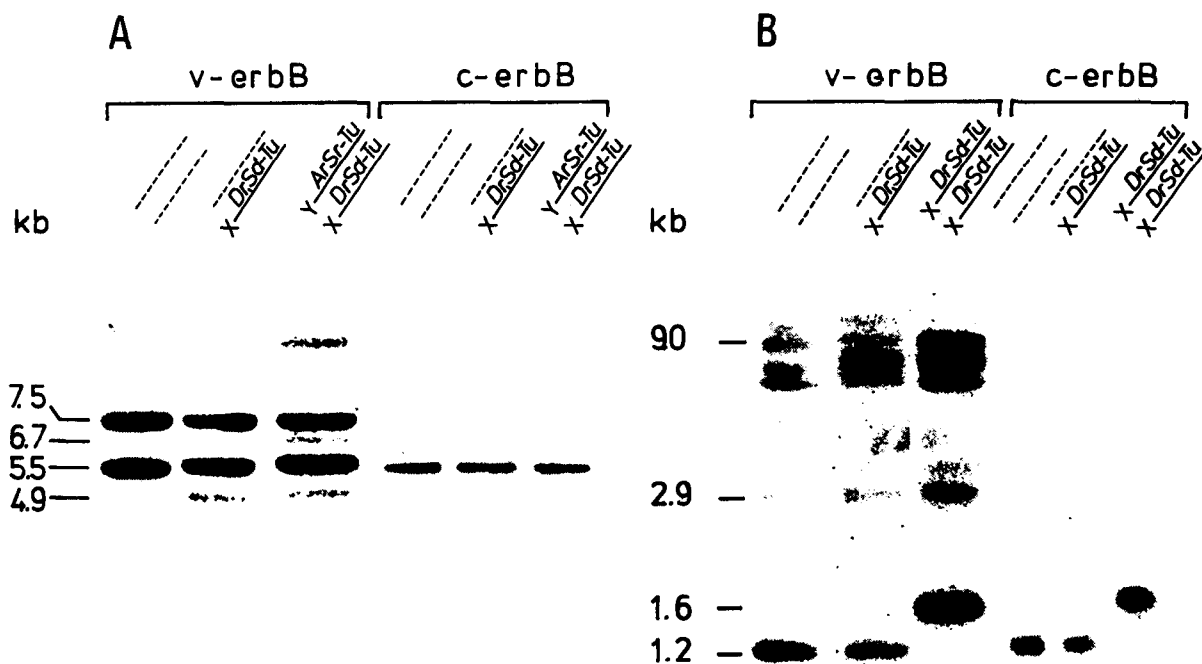 A
v-erbB
c-erbB
X DrSd-Tu
Y ArSr-Tu
X DrSd-Tu
X DrSd-Tu
Y ArSr-Tu
X DrSd-Tu
kb
7.5
6.7
5.5
4.9
B
v-erbB
c-erbB
X DrSd-Tu
X DrSd-Tu
X DrSd-Tu
X DrSd-Tu
X DrSd-Tu
X DrSd-Tu
kb
9.0
2.9
1.6
1.2